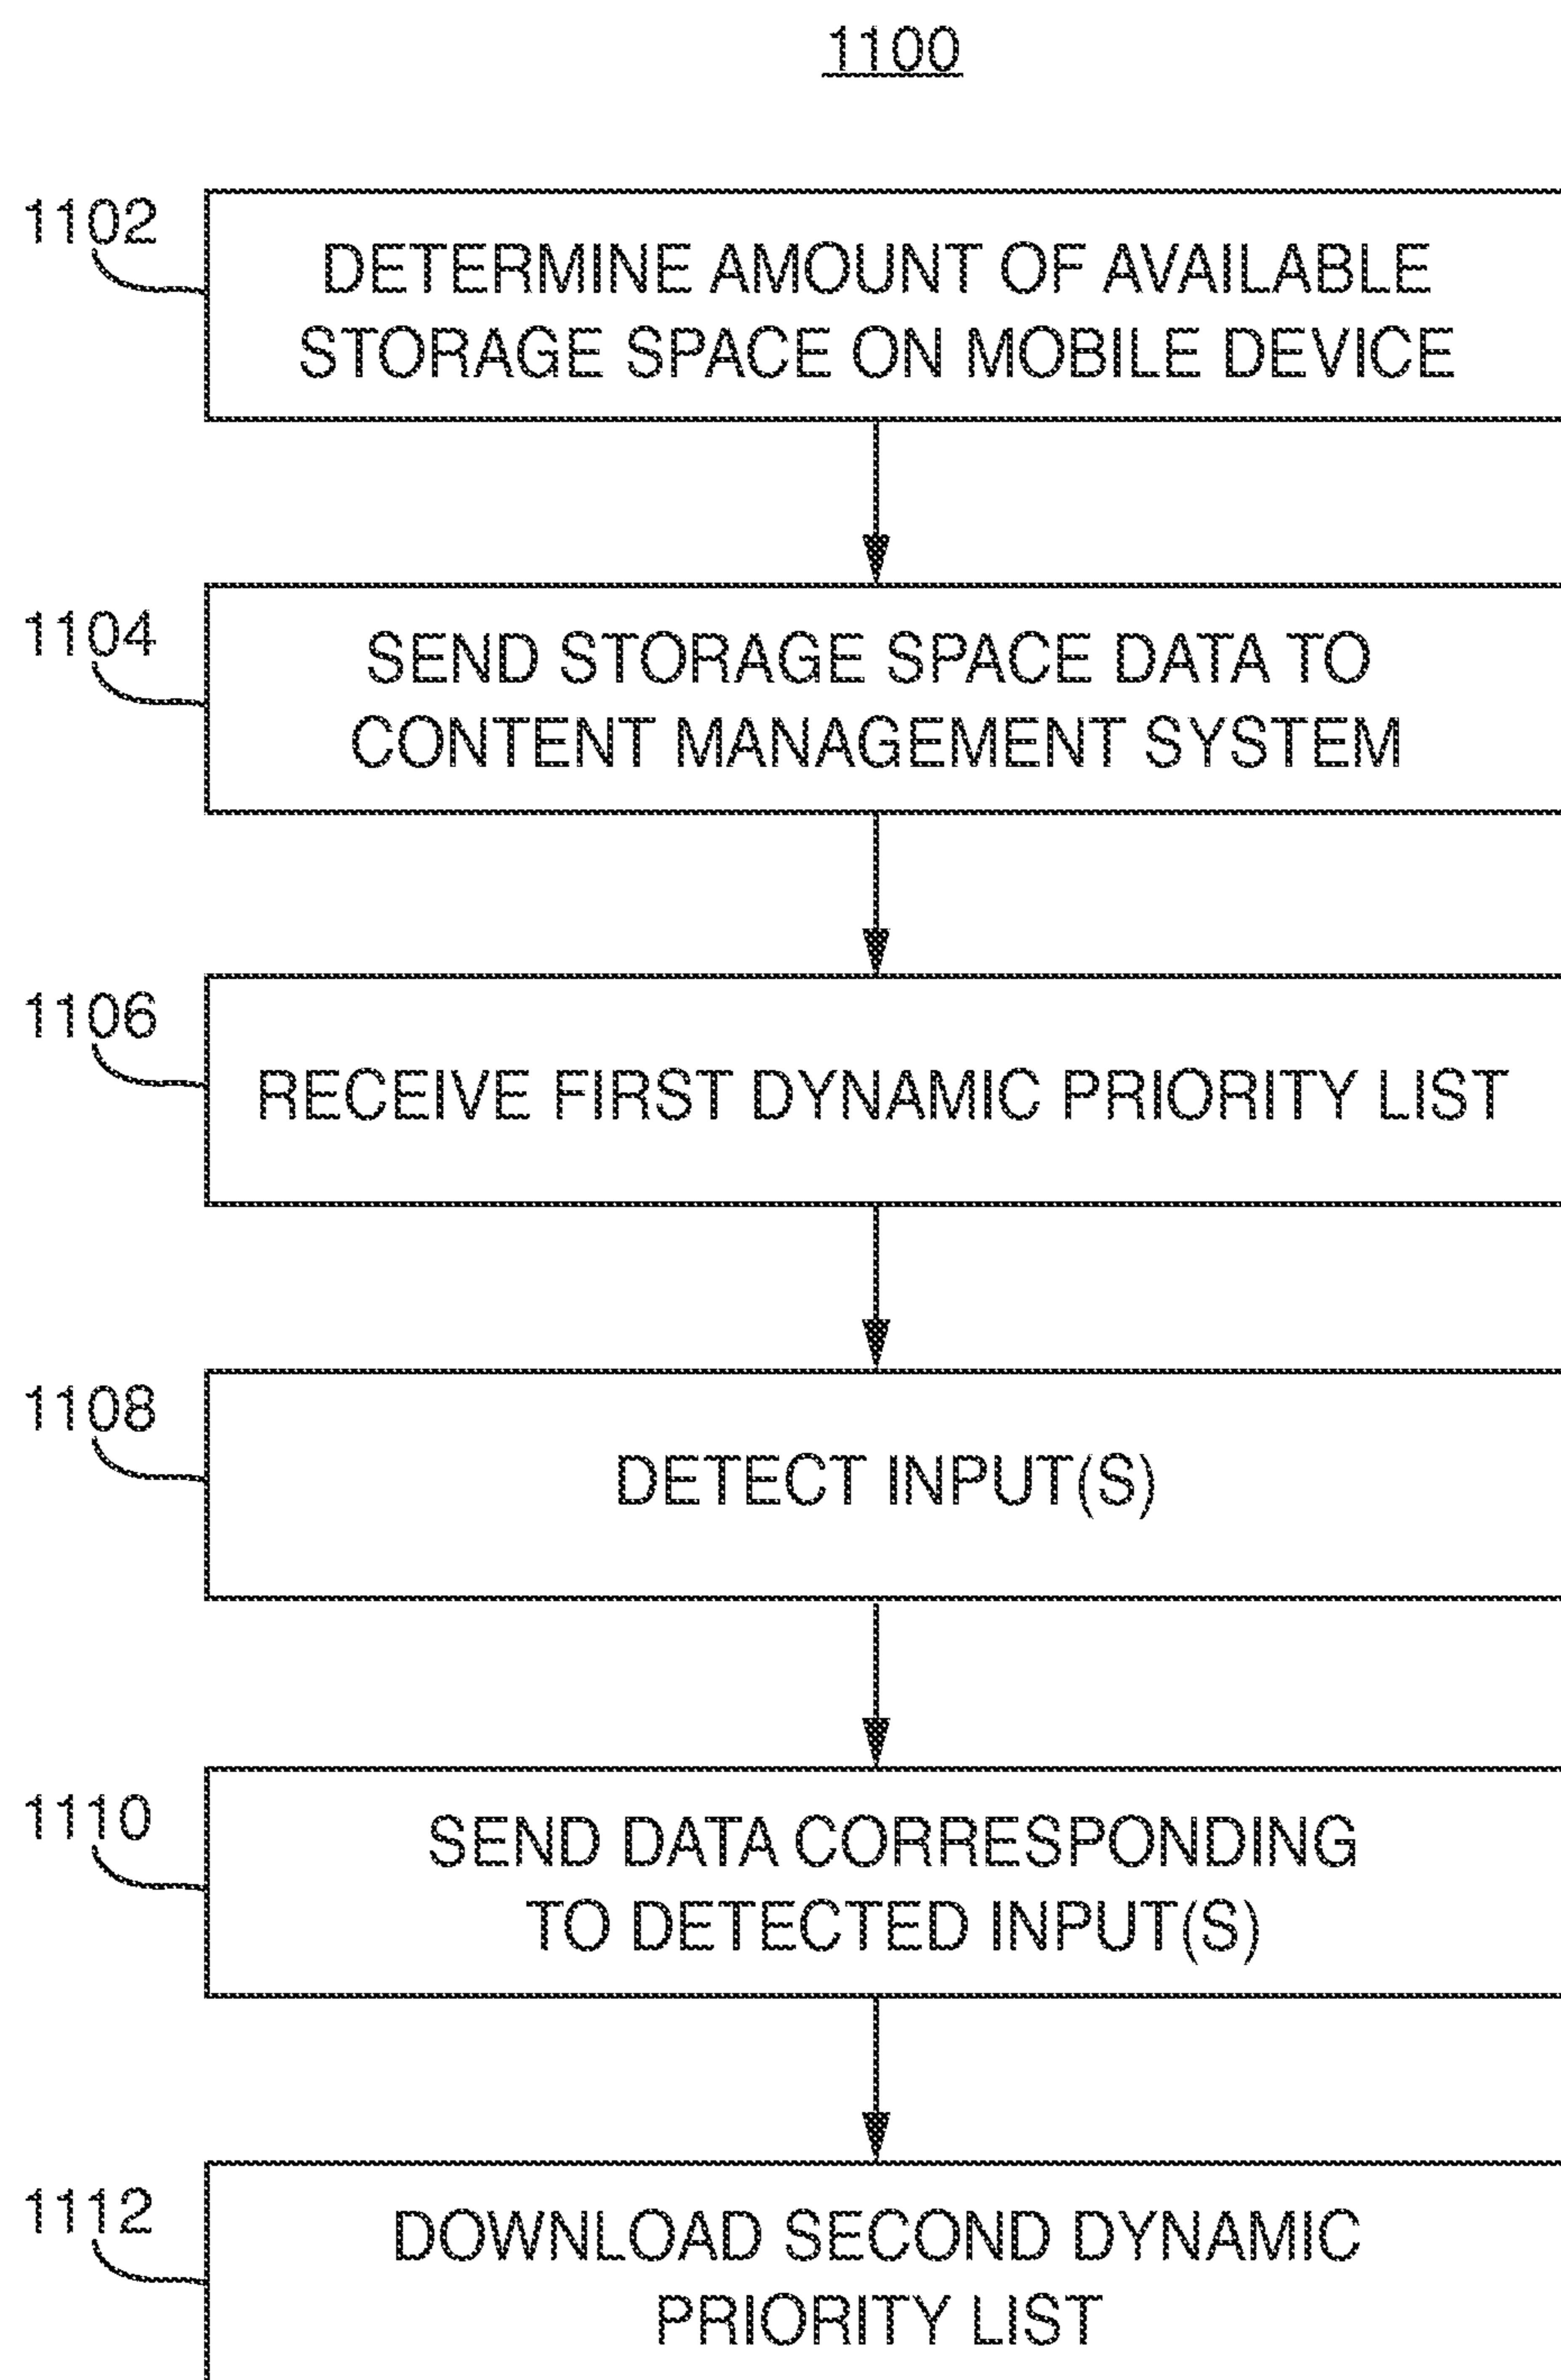 1100
1102
DETERMINE AMOUNT OF AVAILABLE
STORAGE SPACE ON MOBILE DEVICE
1104
SEND STORAGE SPACE DATA TO
CONTENT MANAGEMENT SYSTEM
1106
RECEIVE FIRST DYNAMIC PRIORITY LIST
1108
DETECT INPUT(S)
1110
SEND DATA CORRESPONDING
TO DETECTED INPUT(S)
1112
DOWNLOAD SECOND DYNAMIC
PRIORITY LIST